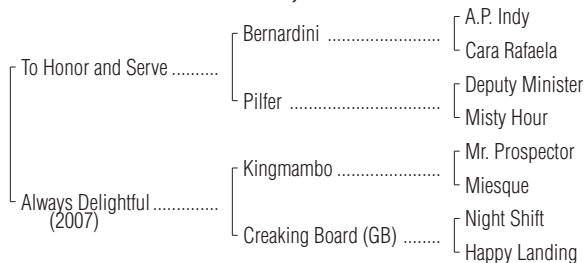 A.P. Indy
Bernardini ........................
Cara Rafaela
To Honor and Serve ..........
Deputy Minister
Pilfer ......................................
Misty Hour
Mr. Prospector
Kingmambo ......................
Miesque
Always Delightful ..............
(2007)
Night Shift
Creaking Board (GB) ........
Happy Landing